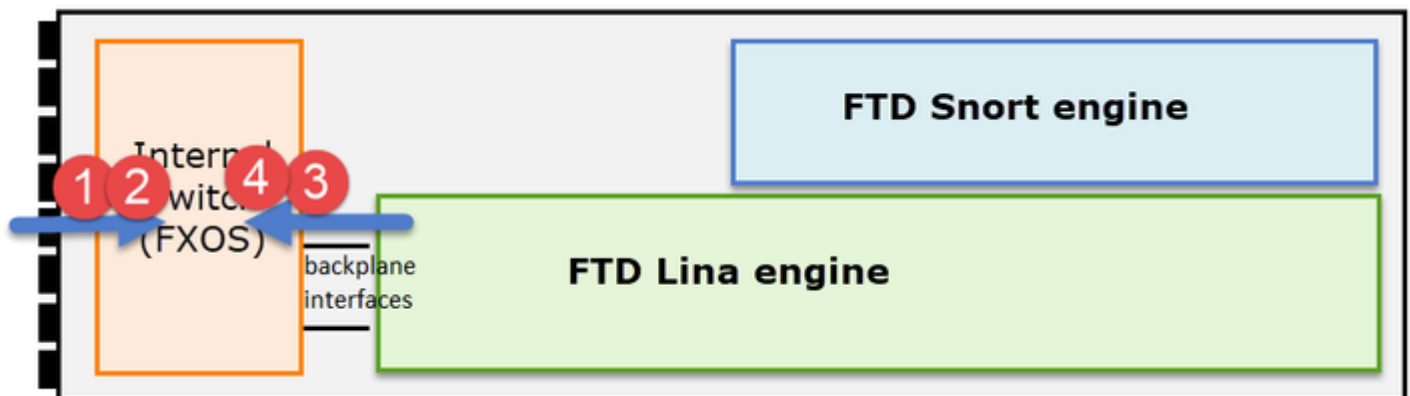 FTD Snort engine
1 2 4 3
(FXOS)
backplane
interfaces
FTD Lina engine